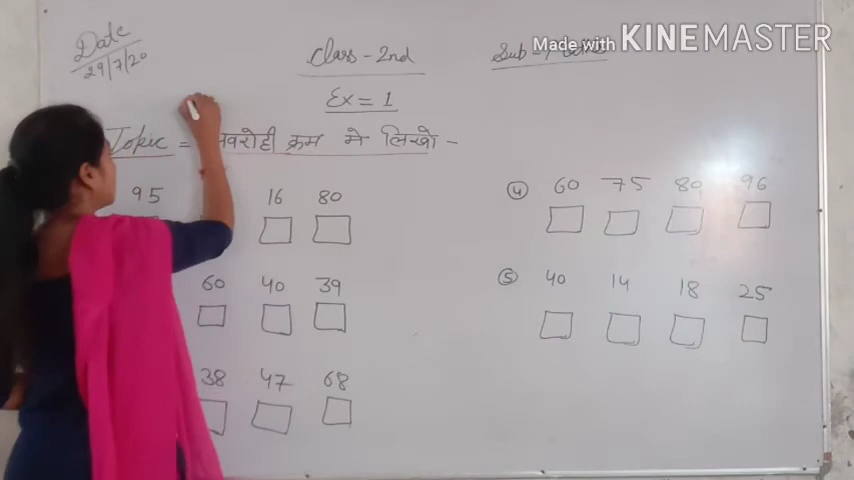 Date
29/7/20
Class - 2nd
Sub -
Made with KINEMASTER
Ex = 1
Topic = वरोही क्रम मे लिखो -
95 16 80
60 40 39
38 47 68
④ 60 75 80 96
⑤ 40 14 18 25